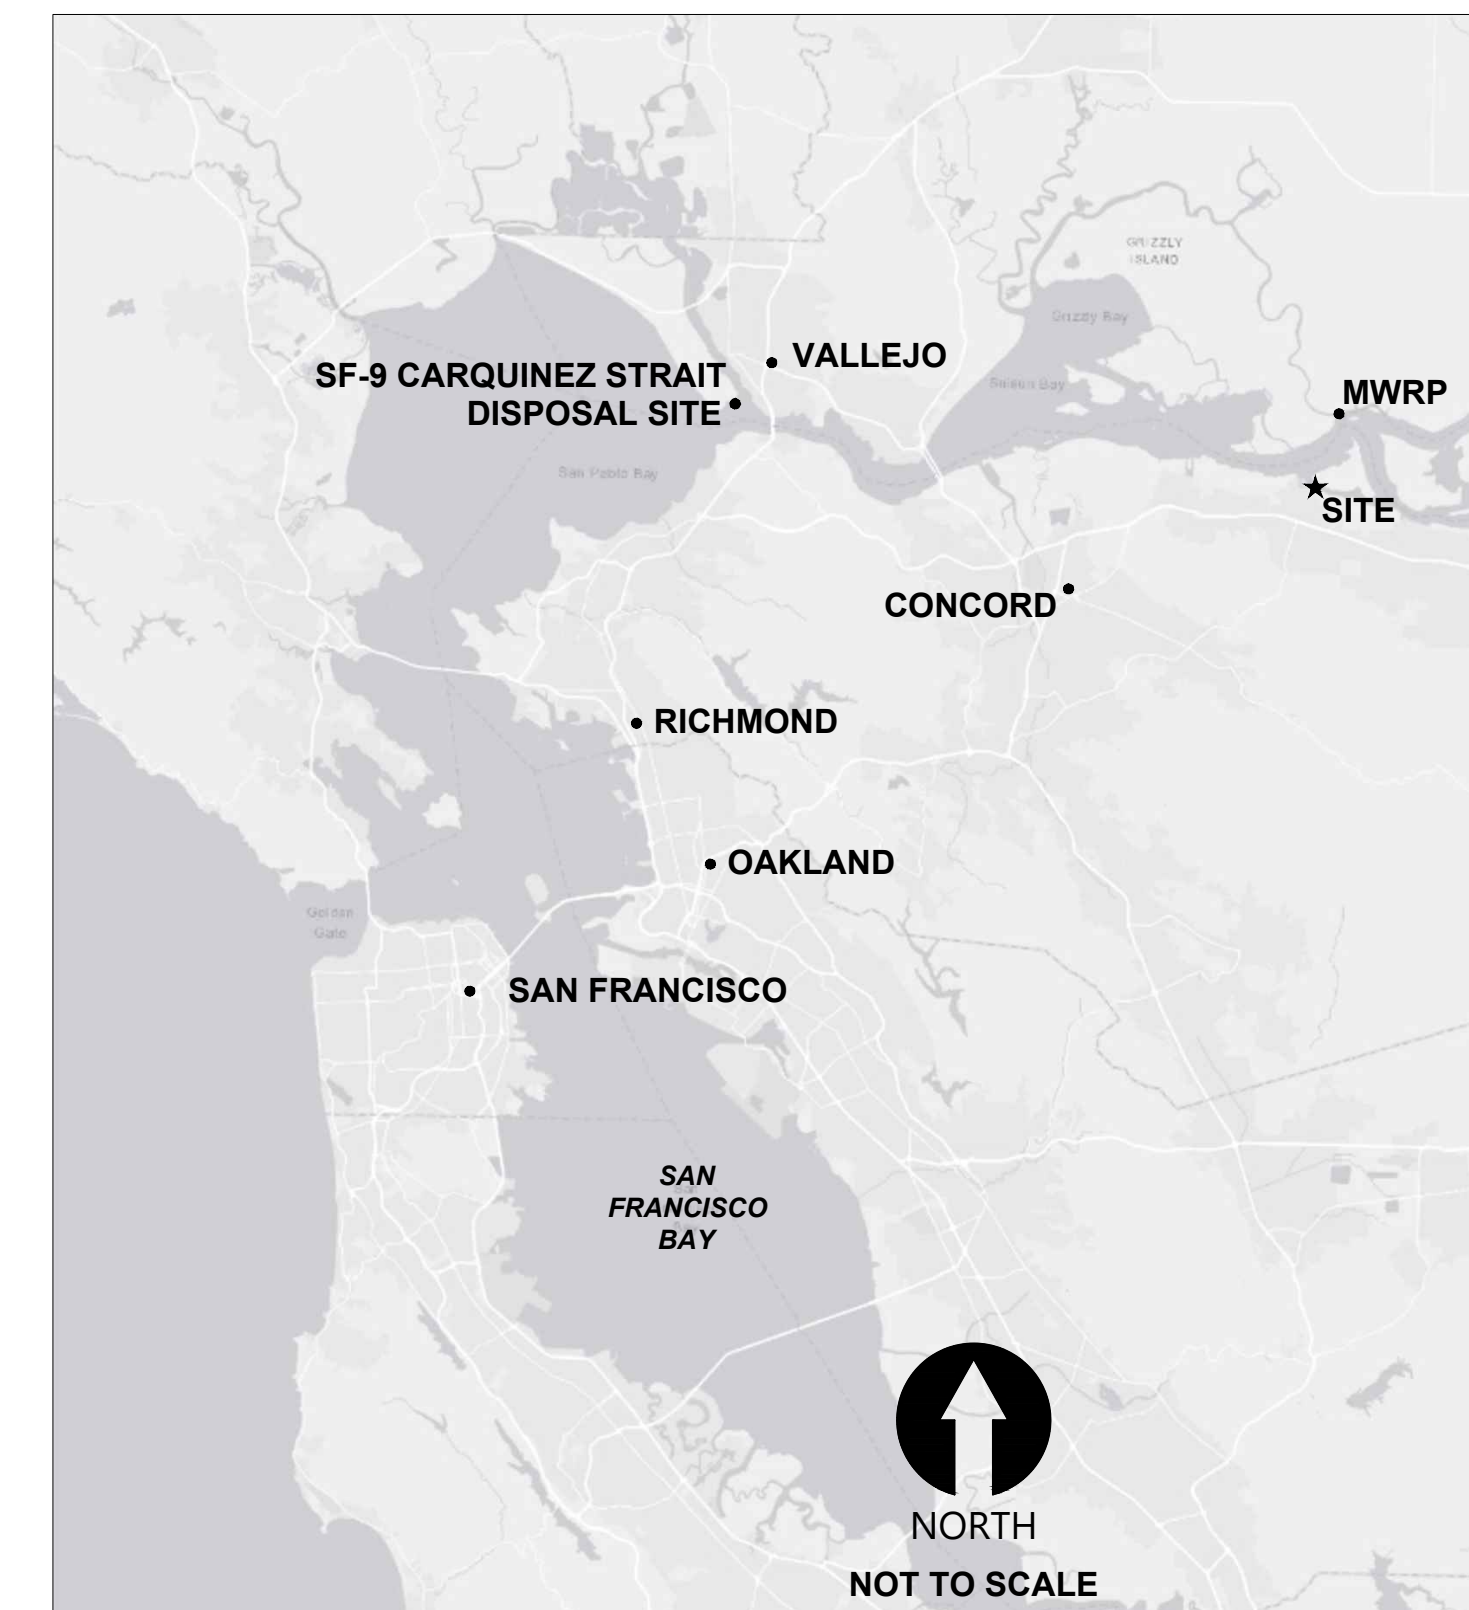 GRIZZLY
ISLAND
Grizzly Bay
VALLEJO
SF-9 CARQUINEZ STRAIT
DISPOSAL SITE
Suisun Bay
MWRP
San Pablo Bay
SITE
CONCORD
RICHMOND
OAKLAND
Golden
Gate
SAN FRANCISCO
SAN
FRANCISCO
BAY
NORTH
NOT TO SCALE